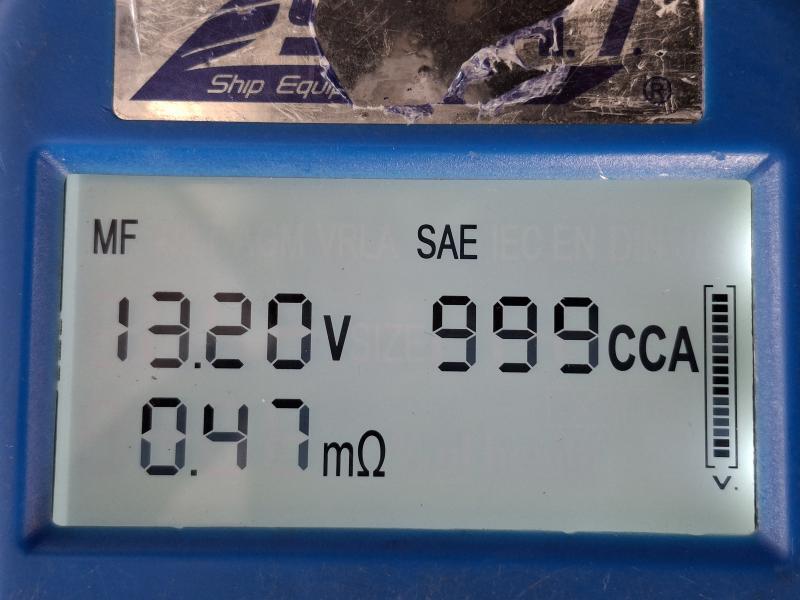 Ship Equip
®
MF SAE
13.20 V 999 CCA
0.47 mΩ
V.